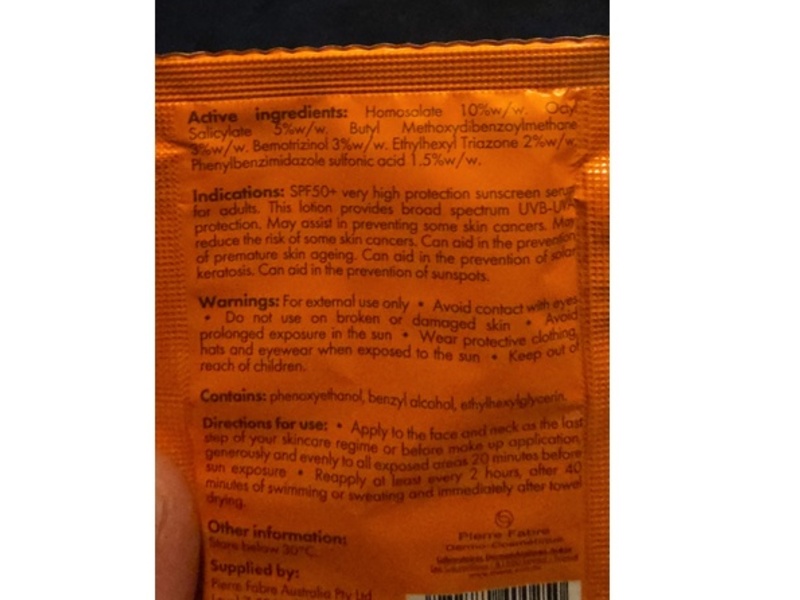 Active ingredients: Homosalate 10%w/w. Octyl
Salicylate 5%w/w. Butyl Methoxydibenzoylmethane
3%w/w. Bemotrizinol 3%w/w. Ethylhexyl Triazone 2%w/w.
Phenylbenzimidazole sulfonic acid 1.5%w/w.
Indications: SPF50+ very high protection sunscreen serum
for adults. This lotion provides broad spectrum UVB-UVA
protection. May assist in preventing some skin cancers. May
reduce the risk of some skin cancers. Can aid in the prevention
of premature skin ageing. Can aid in the prevention of solar
keratosis. Can aid in the prevention of sunspots.
Warnings: For external use only • Avoid contact with eyes
• Do not use on broken or damaged skin • Avoid
prolonged exposure in the sun • Wear protective clothing,
hats and eyewear when exposed to the sun • Keep out of
reach of children.
Contains: phenoxyethanol, benzyl alcohol, ethylhexylglycerin.
Directions for use: • Apply to the face and neck as the last
step of your skincare regime or before make up application,
generously and evenly to all exposed areas 20 minutes before
sun exposure • Reapply at least every 2 hours, after 40
minutes of swimming or sweating and immediately after towel
drying.
Other information:
Store below 30°C.
Supplied by:
Pierre Fabre Australia Pty Ltd
Pierre Fabre
Dermo-Cosmétique